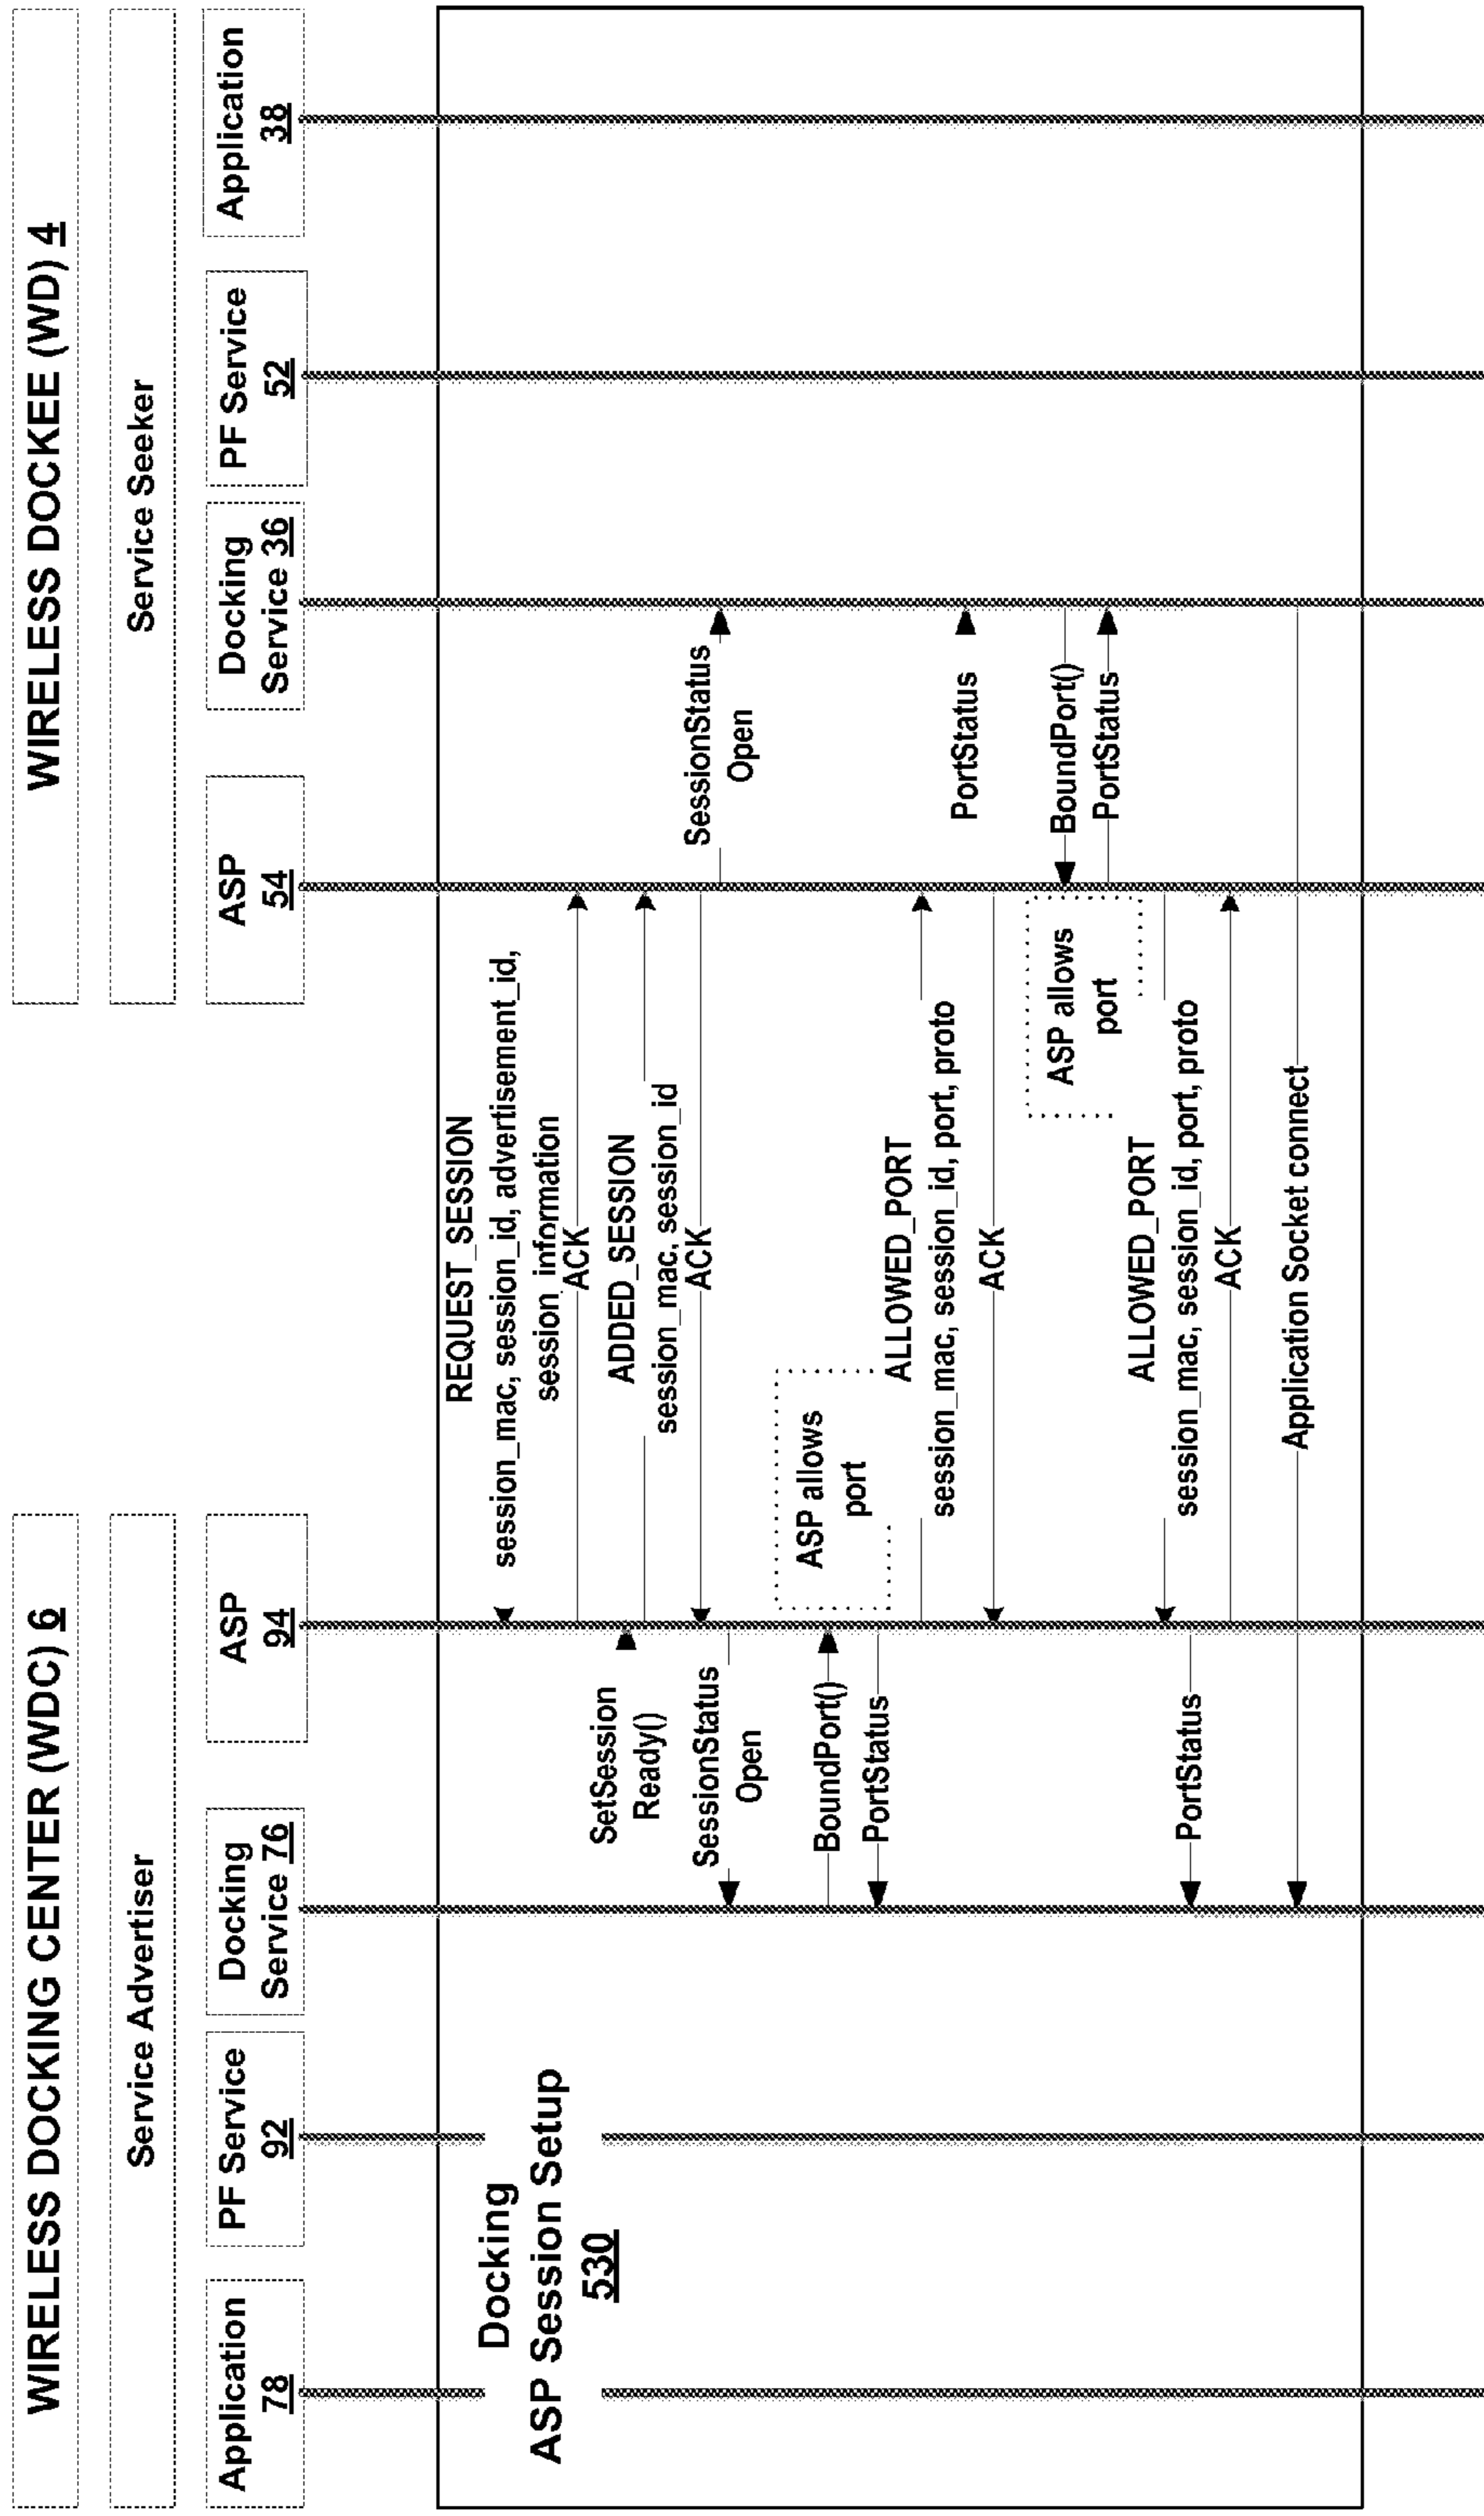 WIRELESS DOCKING CENTER (WDC) 6
WIRELESS DOCKEE (WD) 4
Service Advertiser
Service Seeker
Application
78
PF Service
92
Docking
Service 76
ASP
94
ASP
54
Docking
Service 36
PF Service
52
Application
38
Docking
ASP Session Setup
530
REQUEST_SESSION
session_mac, session_id, advertisement_id,
session_information
ACK
SetSession
Ready()
ADDED_SESSION
session_mac, session_id
ACK
SessionStatus
Open
SessionStatus
Open
BoundPort()
PortStatus
ASP allows
port
ALLOWED_PORT
session_mac, session_id, port, proto
PortStatus
ACK
BoundPort()
PortStatus
ASP allows
port
ALLOWED_PORT
session_mac, session_id, port, proto
PortStatus
ACK
Application Socket connect